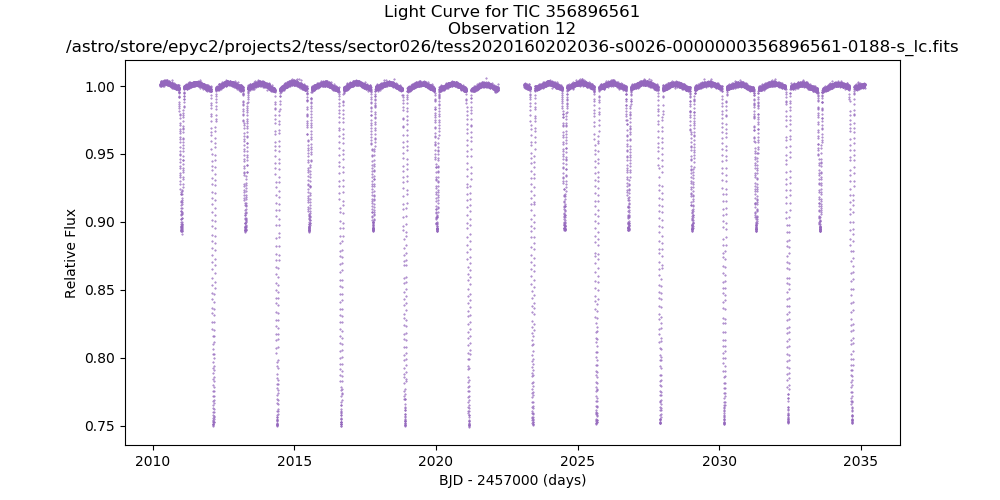 Light Curve for TIC 356896561
Observation 12
/astro/store/epyc2/projects2/tess/sector026/tess2020160202036-s0026-0000000356896561-0188-s_lc.fits
1.00
0.95
0.90
0.85
0.80
0.75
Relative Flux
2010 2015 2020 2025 2030 2035
BJD - 2457000 (days)